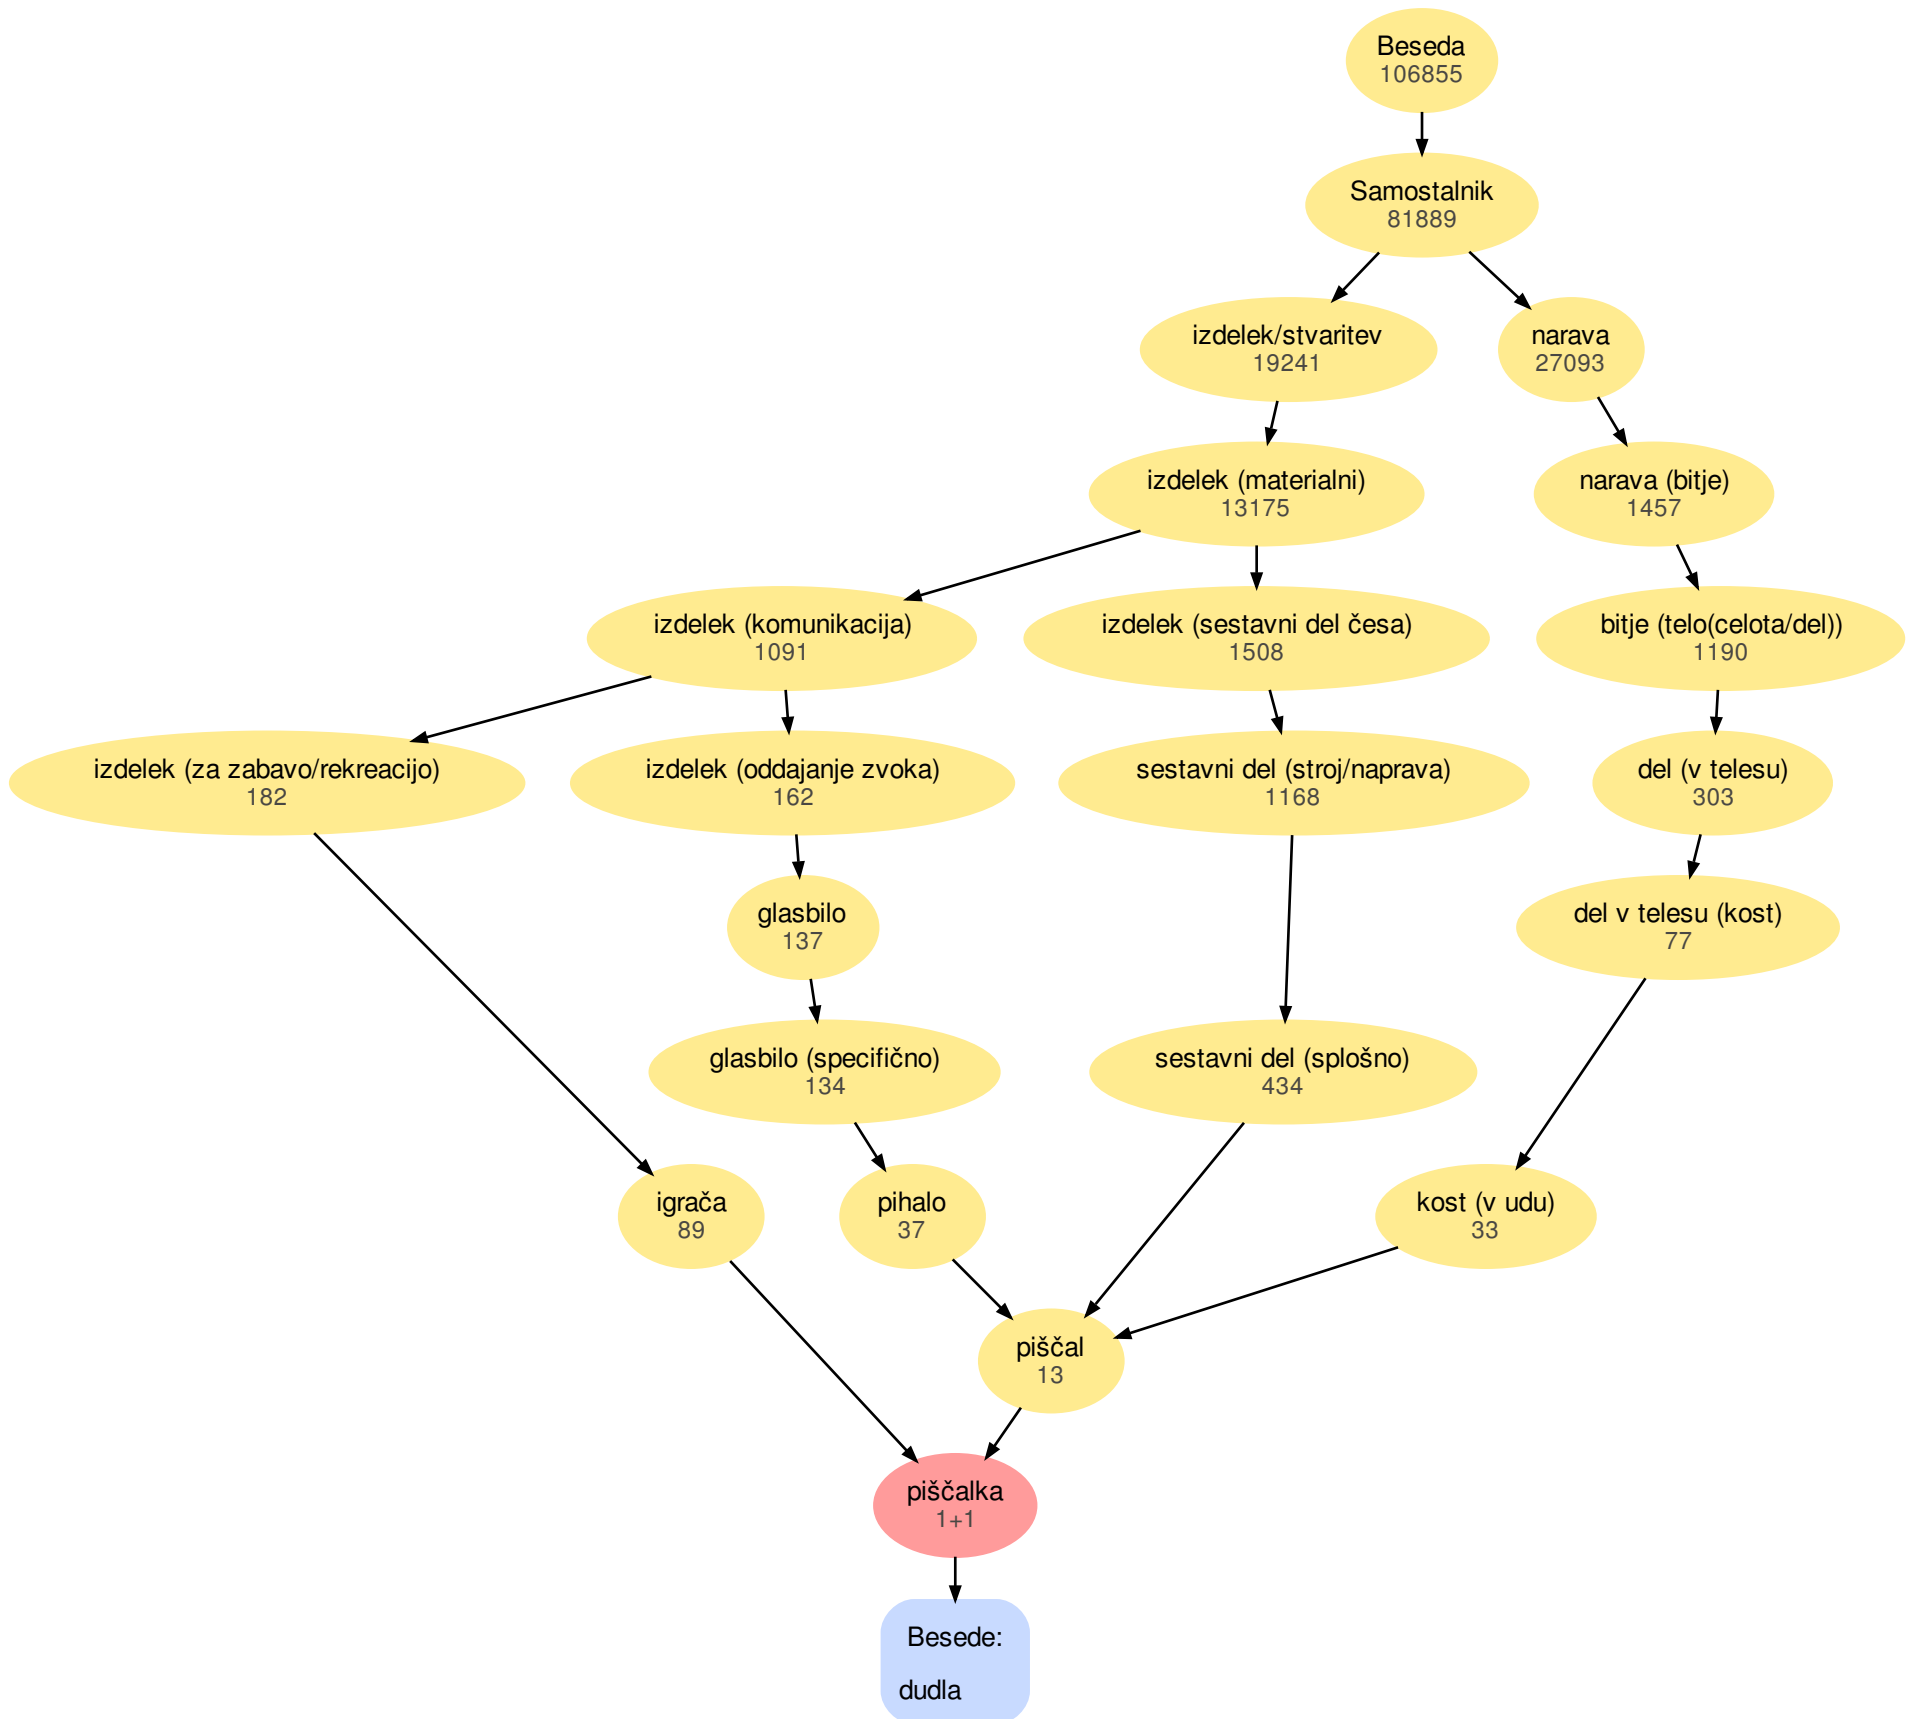 Beseda
106855
Samostalnik
81889
izdelek/stvaritev
19241
narava
27093
izdelek (materialni)
13175
narava (bitje)
1457
izdelek (komunikacija)
1091
izdelek (sestavni del česa)
1508
bitje (telo(celota/del))
1190
izdelek (za zabavo/rekreacijo)
182
izdelek (oddajanje zvoka)
162
sestavni del (stroj/naprava)
1168
del (v telesu)
303
glasbilo
137
del v telesu (kost)
77
glasbilo (specifično)
134
sestavni del (splošno)
434
igrača
89
pihalo
37
kost (v udu)
33
piščal
13
piščalka
1+1
Besede:
dudla